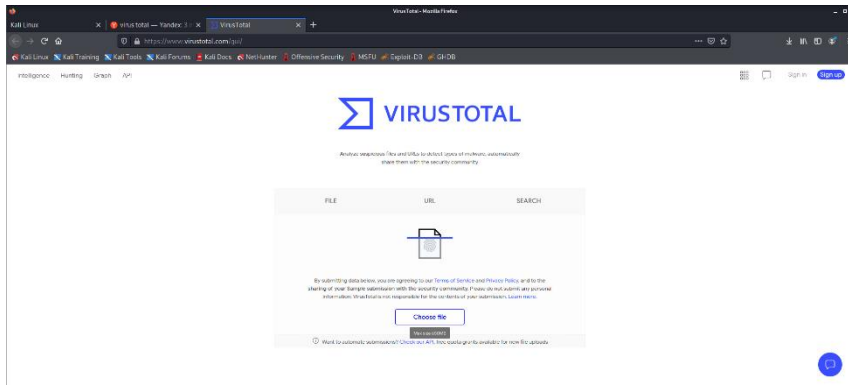 VirusTotal - Mozilla Firefox
Kali Linux
virus total — Yandex: 3
VirusTotal
https://www.virustotal.com/gui/
Kali Linux Kali Training Kali Tools Kali Forums Kali Docs NetHunter Offensive Security MSFU Exploit-DB GHDB
Intelligence Hunting Graph API
Sign in Sign up
VIRUSTOTAL
Analyze suspicious files and URLs to detect types of malware, automatically
share them with the security community
FILE URL SEARCH
By submitting data below, you are agreeing to our Terms of Service and Privacy Policy, and to the
sharing of your Sample submission with the security community. Please do not submit any personal
information; VirusTotal is not responsible for the contents of your submission. Learn more.
Choose file
Want to automate submissions? Check our API, free quota grants available for new file uploads